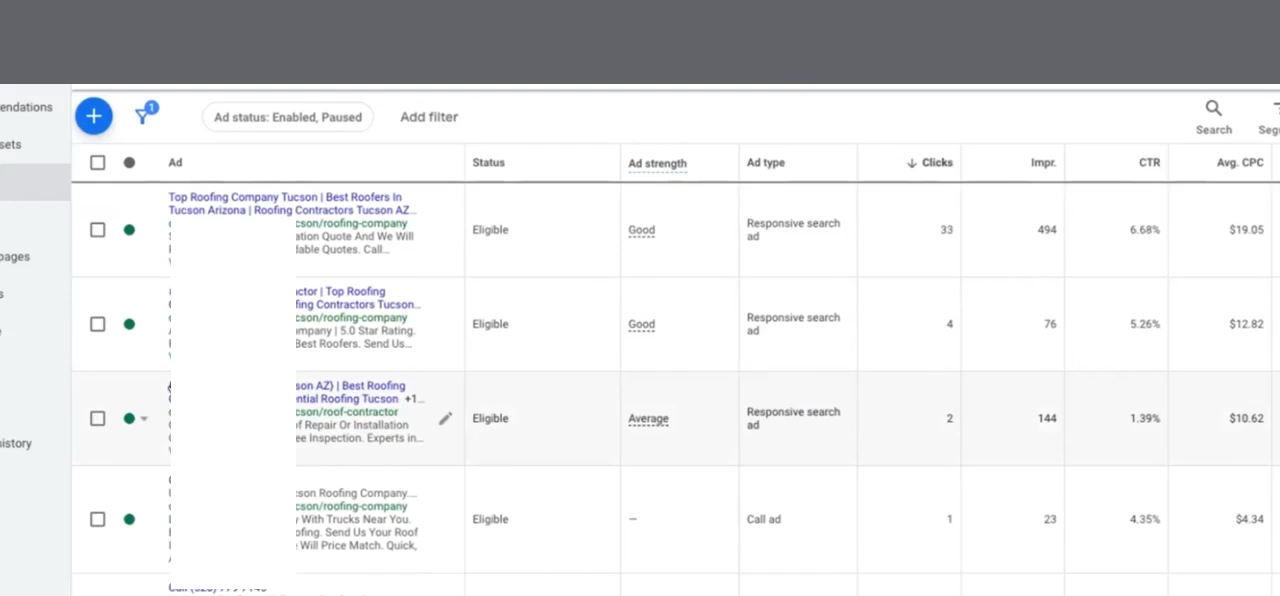 endations
1
Ad status: Enabled, Paused
Add filter
Search
sets
Ad
Status
Ad strength
Ad type
Clicks
Impr.
CTR
Avg. CPC
Top Roofing Company Tucson | Best Roofers In
Tucson Arizona | Roofing Contractors Tucson AZ...
cson/roofing-company
ation Quote And We Will
lable Quotes. Call...
Eligible
Good
Responsive search
ad
33
494
6.68%
$19.05
pages
s
actor | Top Roofing
fing Contractors Tucson...
cson/roofing-company
ompany | 5.0 Star Rating.
Best Roofers. Send Us...
Eligible
Good
Responsive search
ad
4
76
5.26%
$12.82
son AZ} | Best Roofing
ential Roofing Tucson +1...
cson/roof-contractor
of Repair Or Installation
ee Inspection. Experts in...
Eligible
Average
Responsive search
ad
2
144
1.39%
$10.62
history
cson Roofing Company....
cson/roofing-company
y With Trucks Near You.
ofing. Send Us Your Roof
Will Price Match. Quick,
Eligible
—
Call ad
1
23
4.35%
$4.34